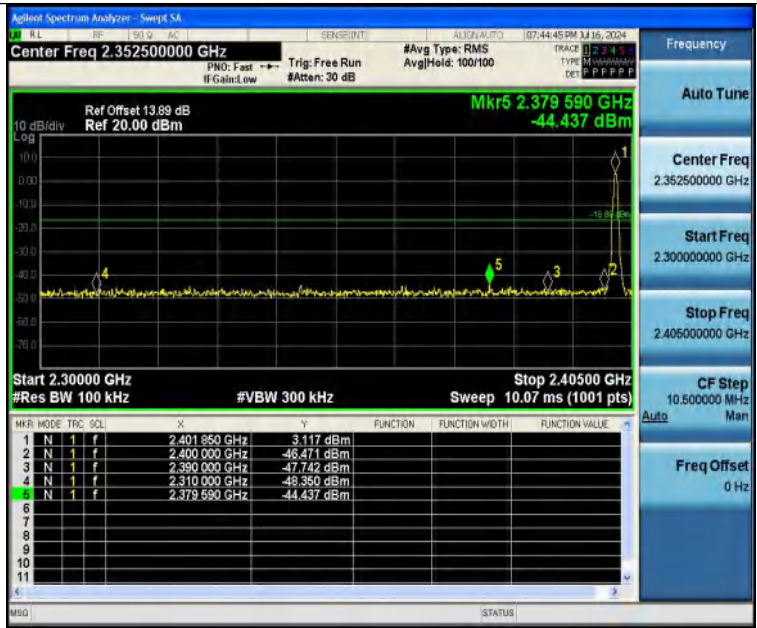 Agilent Spectrum Analyzer - Swept SA
RL RF 50 Ω AC SENSE:INT ALIGNAUTO 07:44:45 PM Jul 16, 2024
Center Freq 2.352500000 GHz
PNO: Fast
IFGain:Low
Trig: Free Run
#Atten: 30 dB
#Avg Type: RMS
Avg|Hold: 100/100
TRACE 1 2 3 4 5 6
TYPE M
DET P P P P P P
Frequency
Auto Tune
Center Freq
2.352500000 GHz
Start Freq
2.300000000 GHz
Stop Freq
2.405000000 GHz
CF Step
10.500000 MHz
Auto Man
Freq Offset
0 Hz
Mkr5 2.379 590 GHz
-44.437 dBm
Ref Offset 13.89 dB
10 dB/div Ref 20.00 dBm
Log
10.0
0.00
-10.0
-20.0
-30.0
-40.0
-50.0
-60.0
-70.0
1
2
3
4
5
Start 2.30000 GHz Stop 2.40500 GHz
#Res BW 100 kHz #VBW 300 kHz Sweep 10.07 ms (1001 pts)
MKR MODE TRC SCL X Y FUNCTION FUNCTION WIDTH FUNCTION VALUE
1 N 1 f 2.401 850 GHz 3.117 dBm
2 N 1 f 2.400 000 GHz -46.471 dBm
3 N 1 f 2.390 000 GHz -47.742 dBm
4 N 1 f 2.310 000 GHz -48.350 dBm
5 N 1 f 2.379 590 GHz -44.437 dBm
6
7
8
9
10
11
MSG STATUS